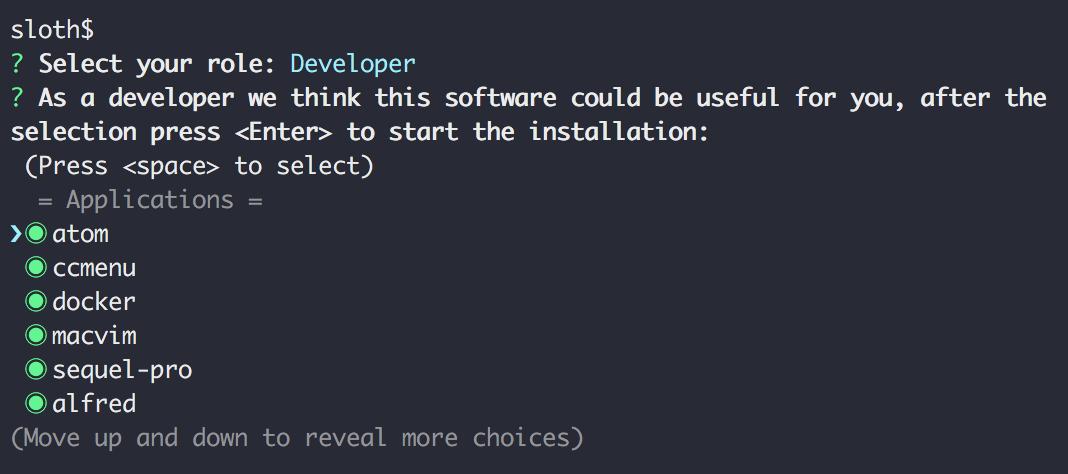 sloth$
? Select your role: Developer
? As a developer we think this software could be useful for you, after the
selection press <Enter> to start the installation:
(Press <space> to select)
= Applications =
❯◉ atom
◉ ccmenu
◉ docker
◉ macvim
◉ sequel-pro
◉ alfred
(Move up and down to reveal more choices)